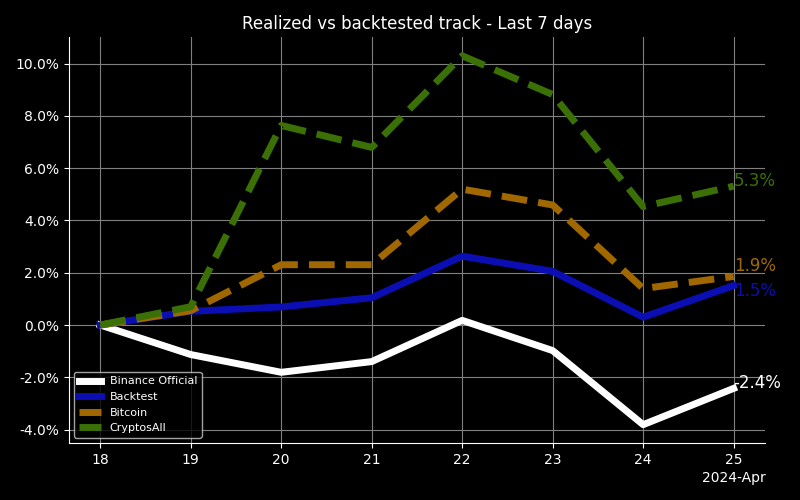 Realized vs backtested track - Last 7 days
10.0%
8.0%
6.0%
4.0%
2.0%
0.0%
-2.0%
-4.0%
5.3%
1.9%
1.5%
-2.4%
Binance Official
Backtest
Bitcoin
CryptosAll
18 19 20 21 22 23 24 25
2024-Apr